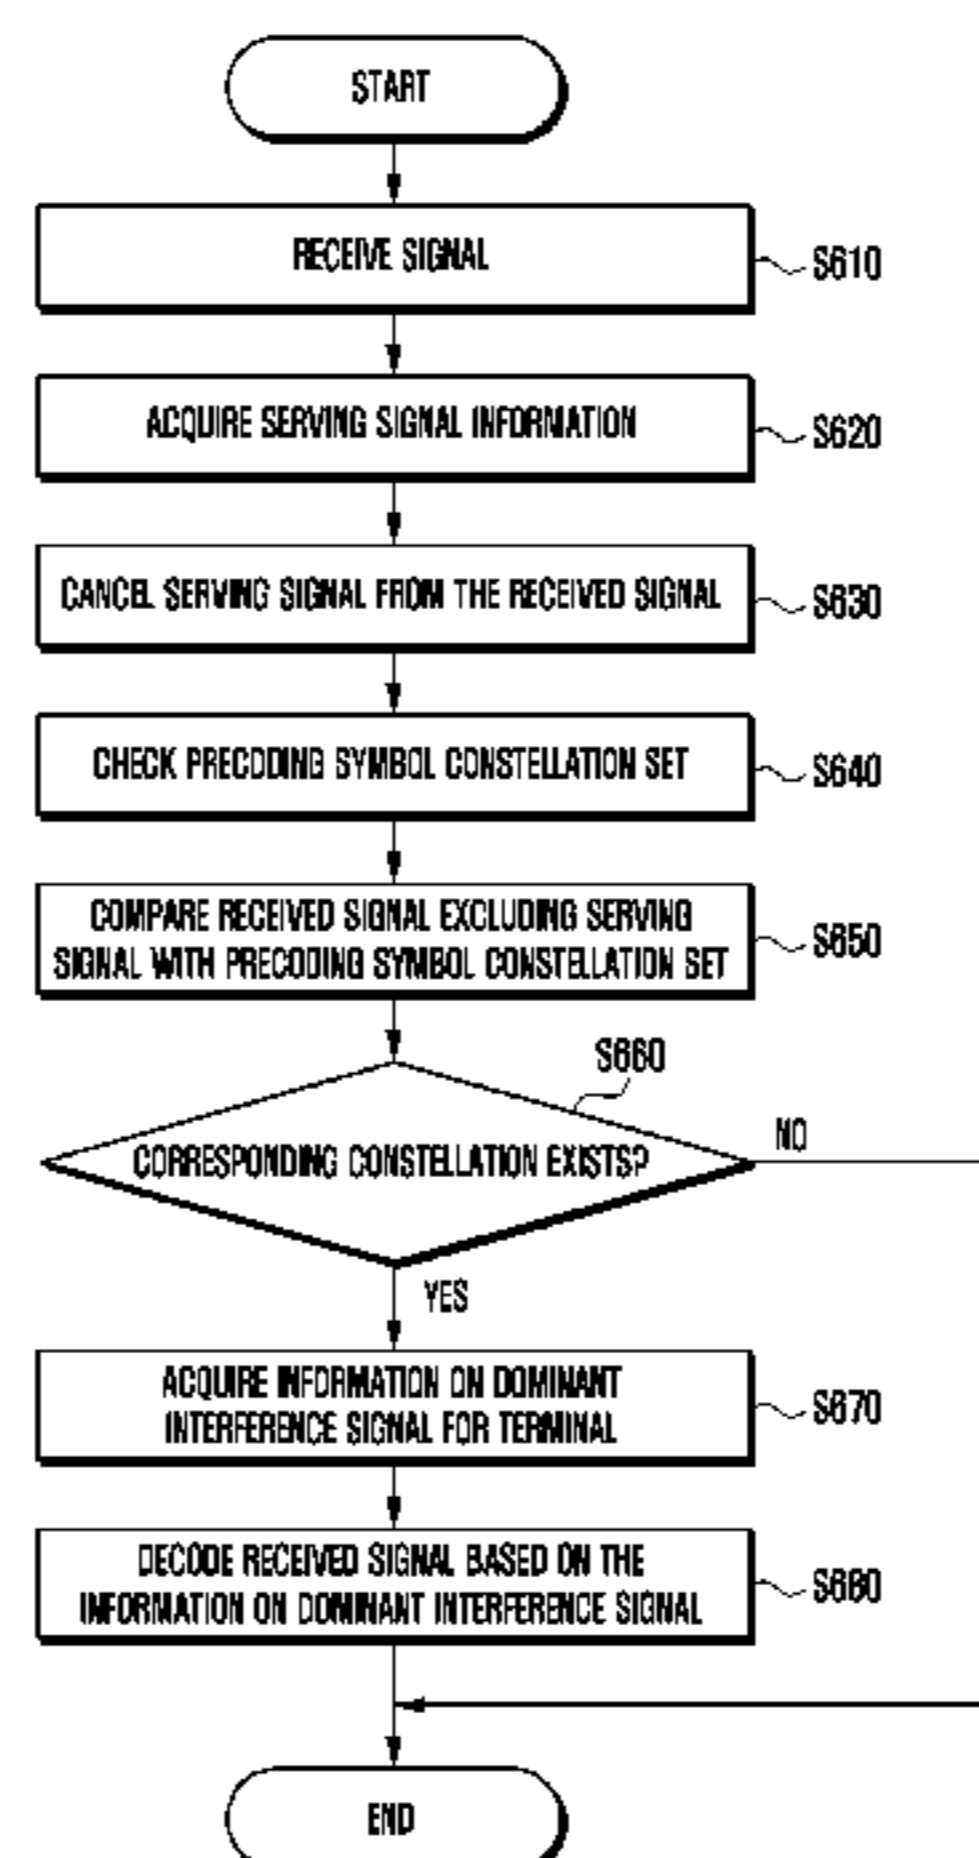 START
RECEIVE SIGNAL
S610
ACQUIRE SERVING SIGNAL INFORMATION
S620
CANCEL SERVING SIGNAL FROM THE RECEIVED SIGNAL
S630
CHECK PRECODING SYMBOL CONSTELLATION SET
S640
COMPARE RECEIVED SIGNAL EXCLUDING SERVING
SIGNAL WITH PRECODING SYMBOL CONSTELLATION SET
S650
S660
CORRESPONDING CONSTELLATION EXISTS?
NO
YES
ACQUIRE INFORMATION ON DOMINANT
INTERFERENCE SIGNAL FOR TERMINAL
S670
DECODE RECEIVED SIGNAL BASED ON THE
INFORMATION ON DOMINANT INTERFERENCE SIGNAL
S680
END